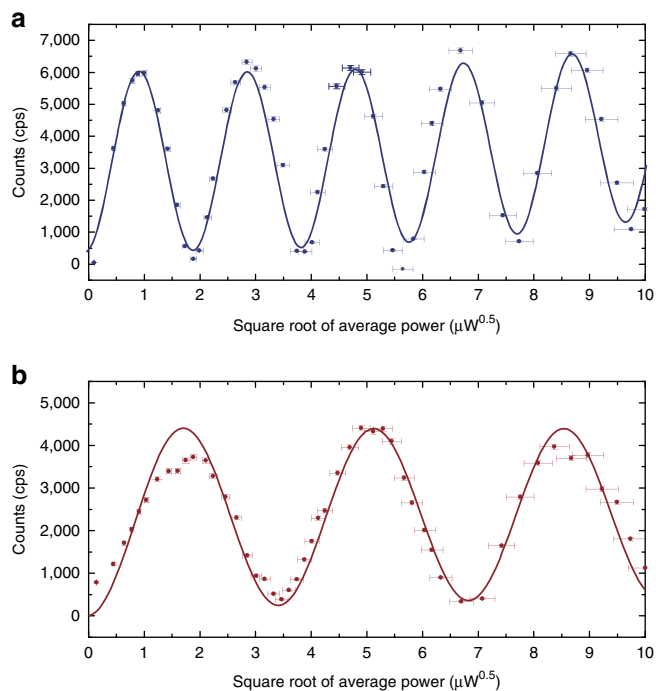 a
7,000
6,000
5,000
4,000
3,000
2,000
1,000
0
Counts (cps)
0 1 2 3 4 5 6 7 8 9 10
Square root of average power (μW^0.5)
b
5,000
4,000
3,000
2,000
1,000
0
Counts (cps)
0 1 2 3 4 5 6 7 8 9 10
Square root of average power (μW^0.5)